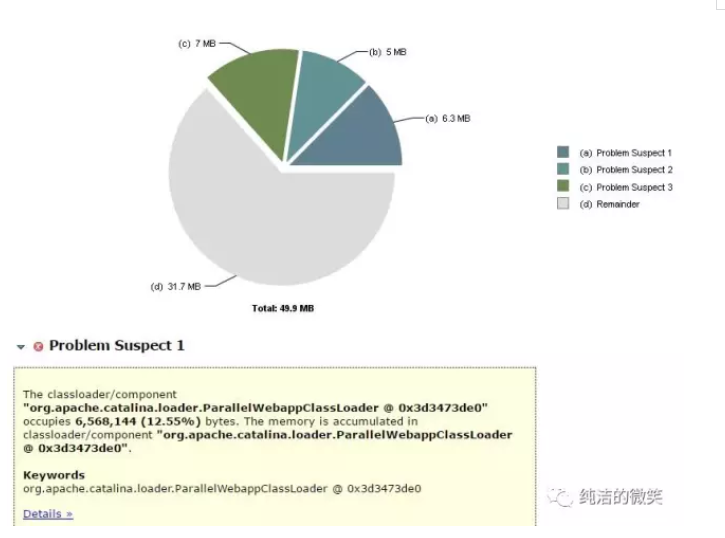 (c) 7 MB
(b) 5 MB
(a) 6.3 MB
(d) 31.7 MB
Total: 49.9 MB
(a) Problem Suspect 1
(b) Problem Suspect 2
(c) Problem Suspect 3
(d) Remainder
Problem Suspect 1
The classloader/component
"org.apache.catalina.loader.ParallelWebappClassLoader @ 0x3d3473de0"
occupies 6,568,144 (12.55%) bytes. The memory is accumulated in
classloader/component "org.apache.catalina.loader.ParallelWebappClassLoader
@ 0x3d3473de0".
Keywords
org.apache.catalina.loader.ParallelWebappClassLoader @ 0x3d3473de0
Details »
纯洁的微笑